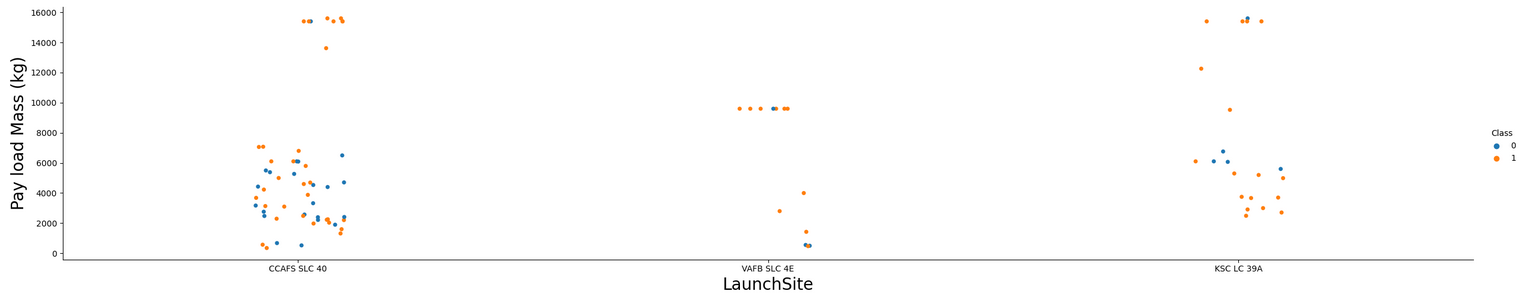 Pay load Mass (kg)
16000
14000
12000
10000
8000
6000
4000
2000
0
CCAFS SLC 40
VAFB SLC 4E
KSC LC 39A
LaunchSite
Class
0
1